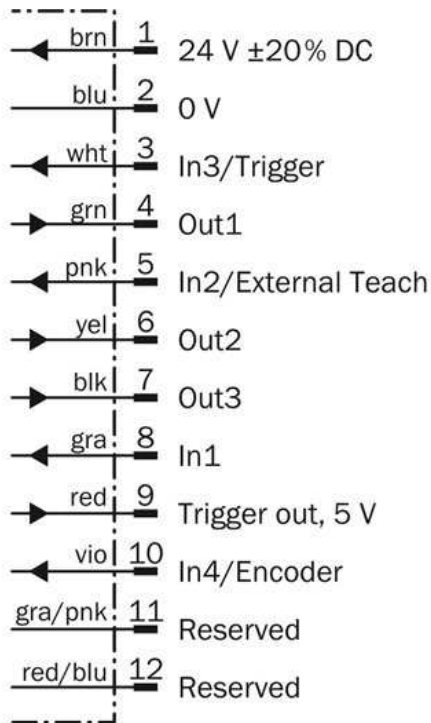 brn 1 24 V ±20% DC
blu 2 0 V
wht 3 In3/Trigger
grn 4 Out1
pnk 5 In2/External Teach
yel 6 Out2
blk 7 Out3
gra 8 In1
red 9 Trigger out, 5 V
vio 10 In4/Encoder
gra/pnk 11 Reserved
red/blu 12 Reserved